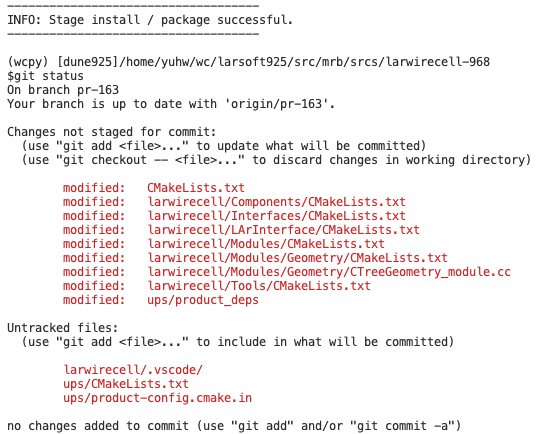 ------------------------------------
INFO: Stage install / package successful.
------------------------------------
(wcpy) [dune925]/home/yuhw/wc/larsoft925/src/mrb/srcs/larwirecell-968
$git status
On branch pr-163
Your branch is up to date with 'origin/pr-163'.
Changes not staged for commit:
  (use "git add <file>..." to update what will be committed)
  (use "git checkout -- <file>..." to discard changes in working directory)
        modified:   CMakeLists.txt
        modified:   larwirecell/Components/CMakeLists.txt
        modified:   larwirecell/Interfaces/CMakeLists.txt
        modified:   larwirecell/LArInterface/CMakeLists.txt
        modified:   larwirecell/Modules/CMakeLists.txt
        modified:   larwirecell/Modules/Geometry/CMakeLists.txt
        modified:   larwirecell/Modules/Geometry/CTreeGeometry_module.cc
        modified:   larwirecell/Tools/CMakeLists.txt
        modified:   ups/product_deps
Untracked files:
  (use "git add <file>..." to include in what will be committed)
        larwirecell/.vscode/
        ups/CMakeLists.txt
        ups/product-config.cmake.in
no changes added to commit (use "git add" and/or "git commit -a")